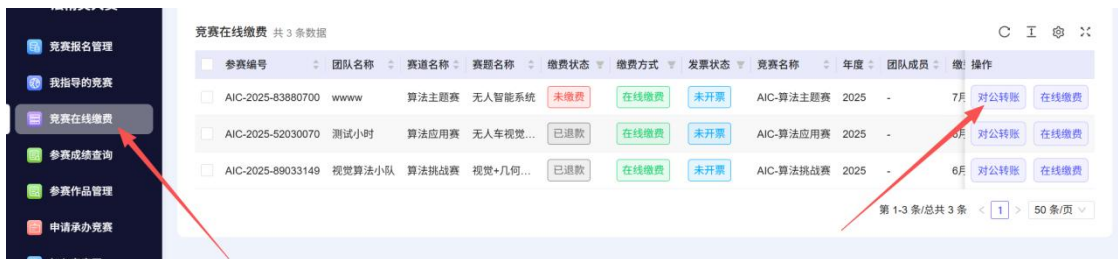 竞赛报名管理
我指导的竞赛
竞赛在线缴费
参赛成绩查询
参赛作品管理
申请承办竞赛
竞赛在线缴费 共 3 条数据
参赛编号 团队名称 赛道名称 赛题名称 缴费状态 缴费方式 发票状态 竞赛名称 年度 团队成员 缴 操作
AIC-2025-83880700 wwww 算法主题赛 无人智能系统 未缴费 在线缴费 未开票 AIC-算法主题赛 2025 - 7月 对公转账 在线缴费
AIC-2025-52030070 测试小时 算法应用赛 无人车视觉... 已退款 在线缴费 未开票 AIC-算法应用赛 2025 - 对公转账 在线缴费
AIC-2025-89033149 视觉算法小队 算法挑战赛 视觉+几何... 已退款 在线缴费 未开票 AIC-算法挑战赛 2025 - 6月 对公转账 在线缴费
第 1-3 条/总共 3 条 < 1 > 50 条/页